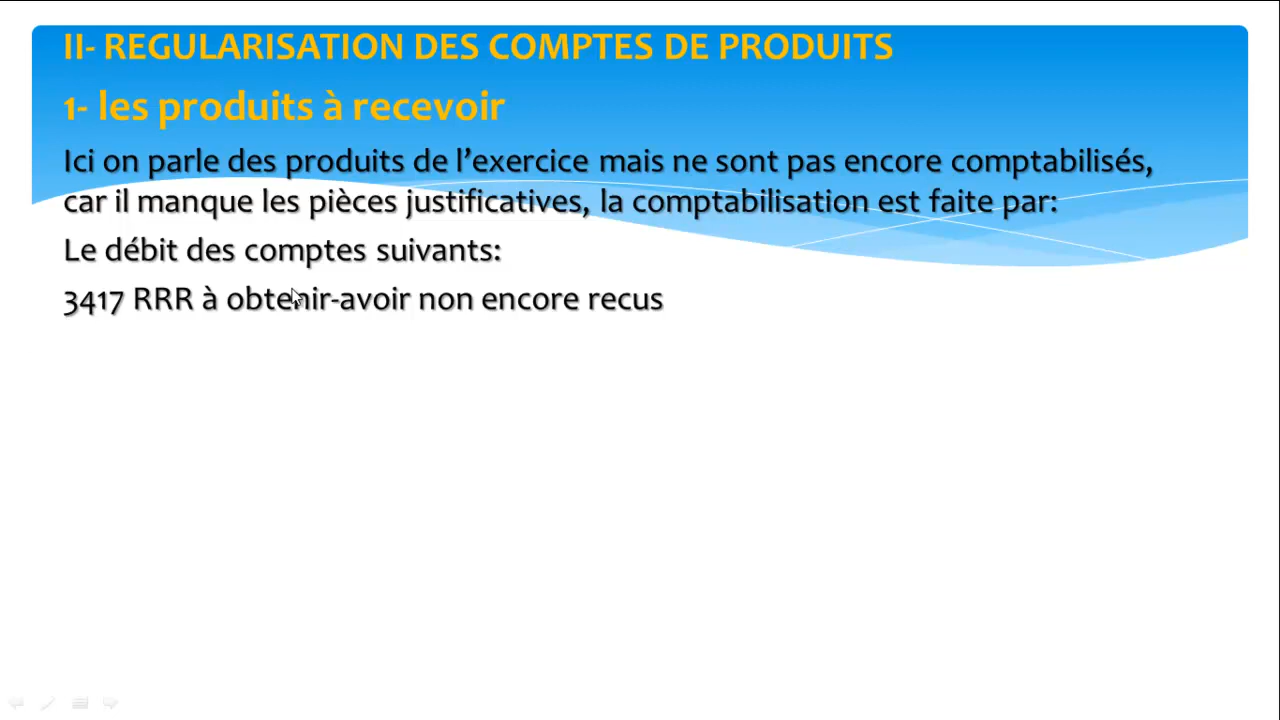 II- REGULARISATION DES COMPTES DE PRODUITS
1- les produits à recevoir
Ici on parle des produits de l’exercice mais ne sont pas encore comptabilisés,
car il manque les pièces justificatives, la comptabilisation est faite par:
Le débit des comptes suivants:
3417 RRR à obtenir-avoir non encore recus